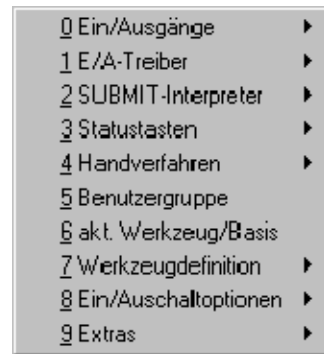 0 Ein/Ausgänge
1 E/A-Treiber
2 SUBMIT-Interpreter
3 Statustasten
4 Handverfahren
5 Benutzergruppe
6 akt. Werkzeug/Basis
7 Werkzeugdefinition
8 Ein/Auschaltoptionen
9 Extras